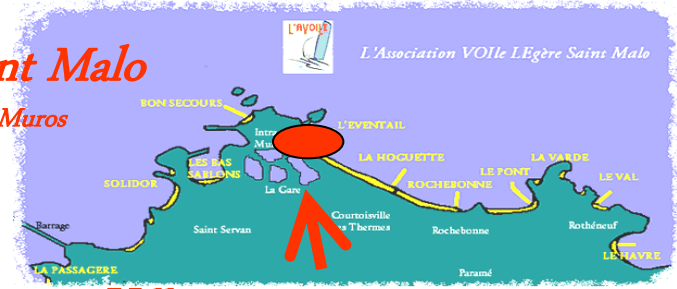 L'AVOILE
L'Association VOIle LEgère Saint Malo
nt Malo
Muros
BON SECOURS
L'EVENTAIL
Intra
LA HOGUETTE
LES BAS
SABLONS
LA VARDE
LE PONT
LE VAL
SOLIDOR
La Gare
ROCHEBONNE
Courtoisville
Thermes
Barrage
Saint Servan
Rochebonne
Rothéneuf
LE HAVRE
LA PASSAGERE
Paramé